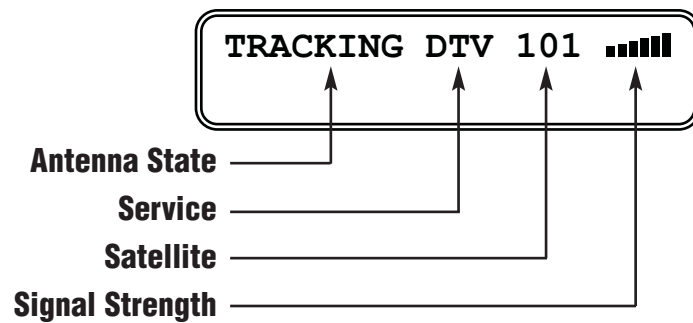 TRACKING DTV 101
Antenna State
Service
Satellite
Signal Strength